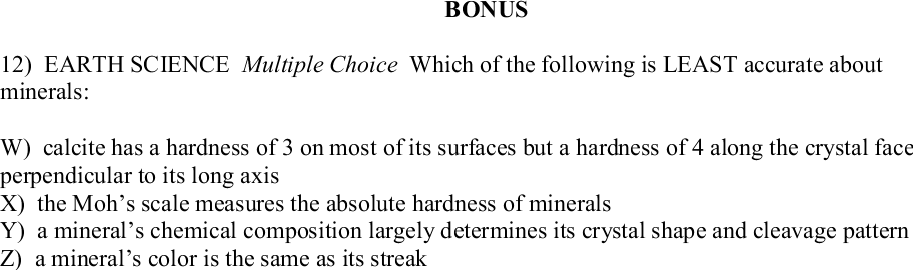 BONUS
12) EARTH SCIENCE Multiple Choice Which of the following is LEAST accurate about
minerals:
W) calcite has a hardness of 3 on most of its surfaces but a hardness of 4 along the crystal face
perpendicular to its long axis
X) the Moh’s scale measures the absolute hardness of minerals
Y) a mineral’s chemical composition largely determines its crystal shape and cleavage pattern
Z) a mineral’s color is the same as its streak